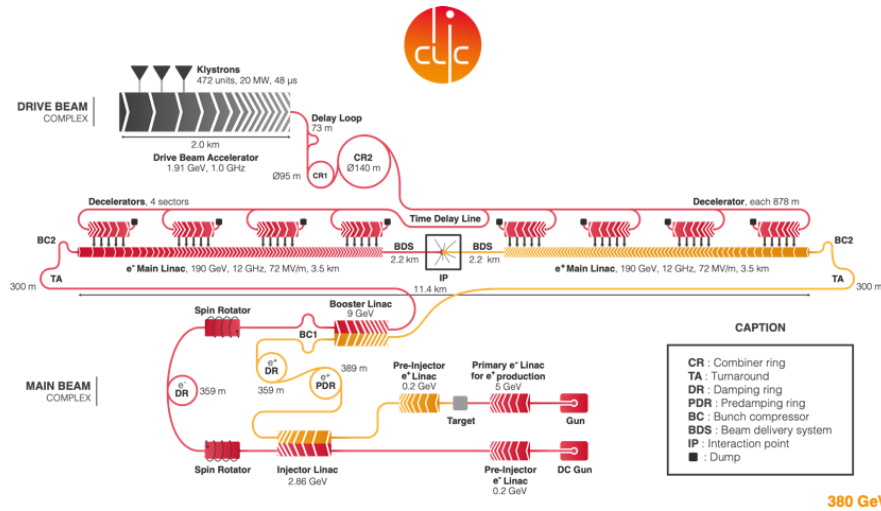 clic
Klystrons
472 units, 20 MW, 48 µs
DRIVE BEAM
COMPLEX
2.0 km
Drive Beam Accelerator
1.91 GeV, 1.0 GHz
Delay Loop
73 m
CR2
Ø140 m
CR1
Ø95 m
Decelerators, 4 sectors
Time Delay Line
Decelerator, each 878 m
BC2
BDS
2.2 km
BDS
2.2 km
BC2
IP
e⁻ Main Linac, 190 GeV, 12 GHz, 72 MV/m, 3.5 km
e⁺ Main Linac, 190 GeV, 12 GHz, 72 MV/m, 3.5 km
TA
TA
300 m
300 m
11.4 km
Spin Rotator
Booster Linac
9 GeV
BC1
MAIN BEAM
COMPLEX
e⁻
DR
359 m
e⁺
DR
359 m
e⁺
PDR
389 m
Pre-Injector
e⁺ Linac
0.2 GeV
Primary e⁻ Linac
for e⁺ production
5 GeV
Target
Gun
Spin Rotator
Injector Linac
2.86 GeV
Pre-Injector
e⁻ Linac
0.2 GeV
DC Gun
CAPTION
CR : Combiner ring
TA : Turnaround
DR : Damping ring
PDR : Predamping ring
BC : Bunch compressor
BDS : Beam delivery system
IP : Interaction point
: Dump
380 GeV